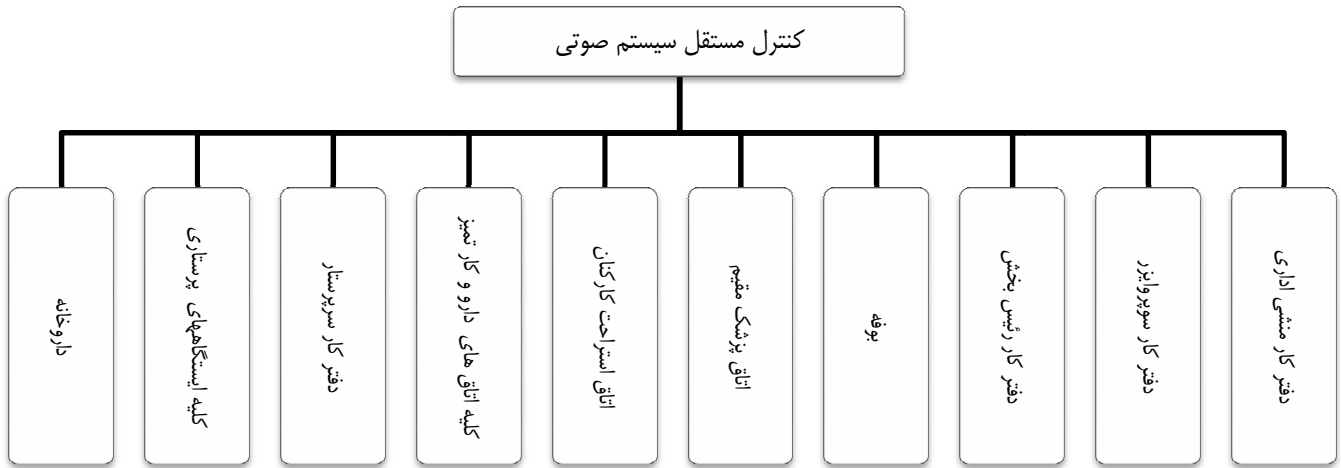 کنترل مستقل سیستم صوتی
دفتر کار منشی اداری
دفتر کار سوپروایزر
دفتر کار رئیس بخش
بوفه
اتاق پزشک مقیم
اتاق استراحت کارکنان
کلیه اتاق های دارو و کار تمیز
دفتر کار سرپرستار
کلیه ایستگاههای پرستاری
داروخانه